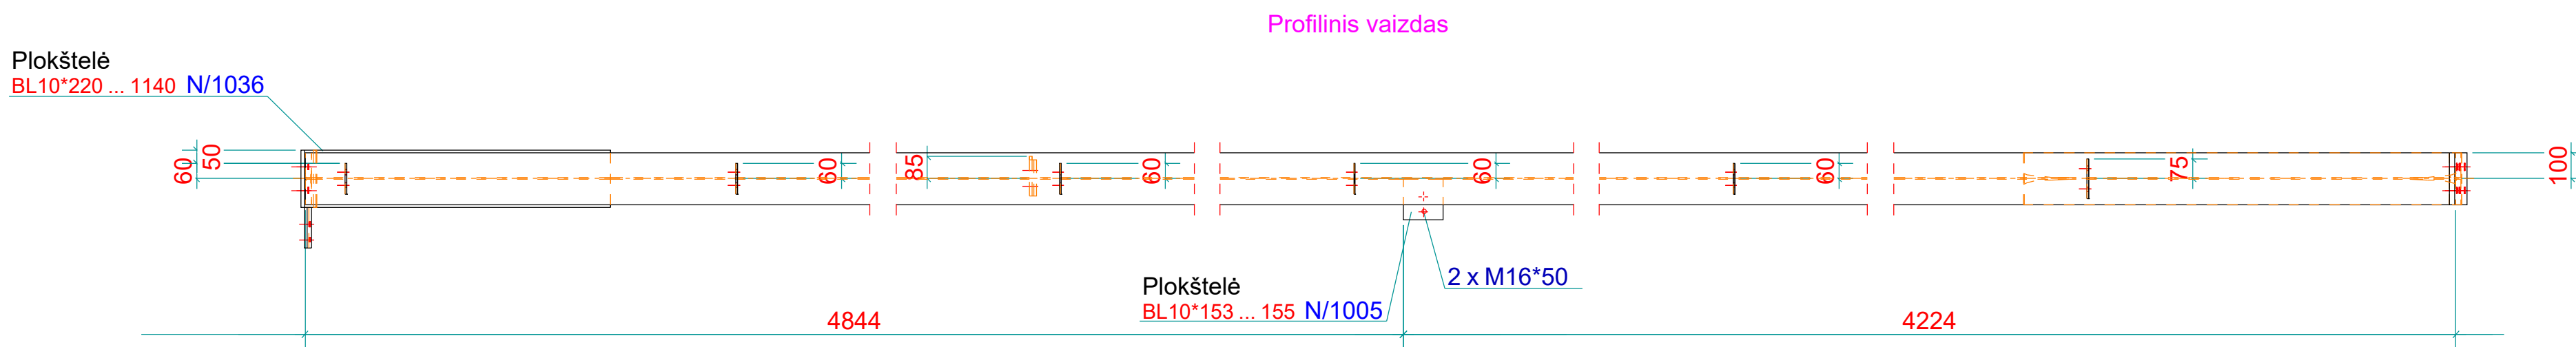 Profilinis vaizdas
Plokštelė
BL10*220 ... 1140 N/1036
60
50
60
85
60
60
60
75
100
2 x M16*50
Plokštelė
BL10*153 ... 155 N/1005
4844
4224